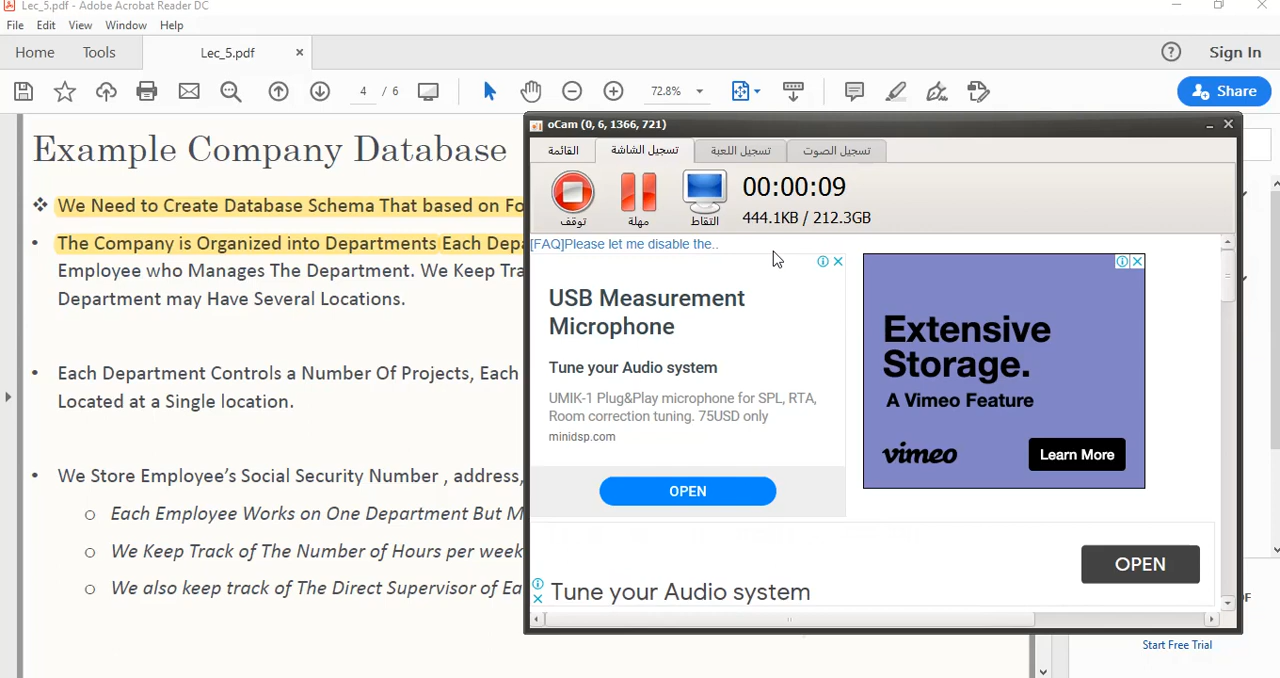 Lec_5.pdf - Adobe Acrobat Reader DC
File Edit View Window Help
Home Tools Lec_5.pdf × Sign In
4 / 6 72.8% Share
Example Company Database
We Need to Create Database Schema That based on Fo
• The Company is Organized into Departments Each Depa
Employee who Manages The Department. We Keep Tra
Department may Have Several Locations.
• Each Department Controls a Number Of Projects, Each
Located at a Single location.
• We Store Employee's Social Security Number , address,
o Each Employee Works on One Department But M
o We Keep Track of The Number of Hours per week
o We also keep track of The Direct Supervisor of Ea
oCam (0, 6, 1366, 721)
القائمة تسجيل الشاشة تسجيل اللعبة تسجيل الصوت
توقف مهلة التقاط
00:00:09
444.1KB / 212.3GB
[FAQ]Please let me disable the..
USB Measurement
Microphone
Tune your Audio system
UMIK-1 Plug&Play microphone for SPL, RTA,
Room correction tuning. 75USD only
minidsp.com
OPEN
Extensive
Storage.
A Vimeo Feature
vimeo Learn More
Tune your Audio system
OPEN
Start Free Trial